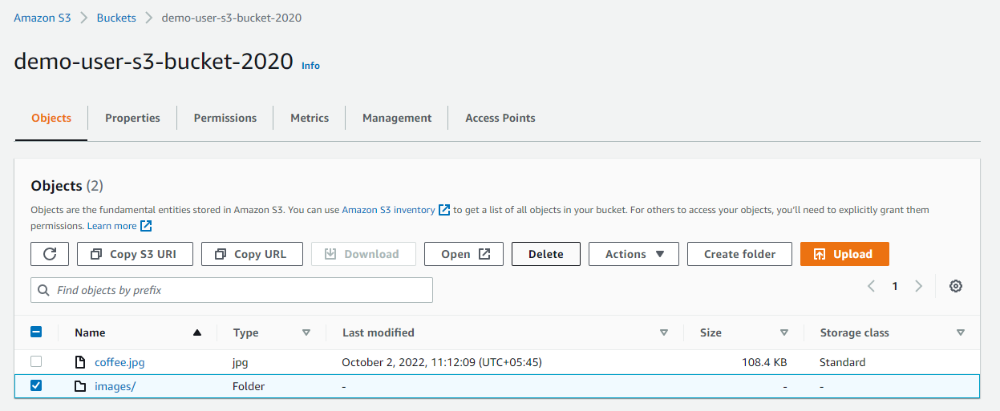 Amazon S3 > Buckets > demo-user-s3-bucket-2020
demo-user-s3-bucket-2020 Info
Objects Properties Permissions Metrics Management Access Points
Objects (2)
Objects are the fundamental entities stored in Amazon S3. You can use Amazon S3 inventory to get a list of all objects in your bucket. For others to access your objects, you’ll need to explicitly grant them
permissions. Learn more
Copy S3 URI Copy URL Download Open Delete Actions Create folder Upload
Find objects by prefix 1
Name Type Last modified Size Storage class
coffee.jpg jpg October 2, 2022, 11:12:09 (UTC+05:45) 108.4 KB Standard
images/ Folder - - -